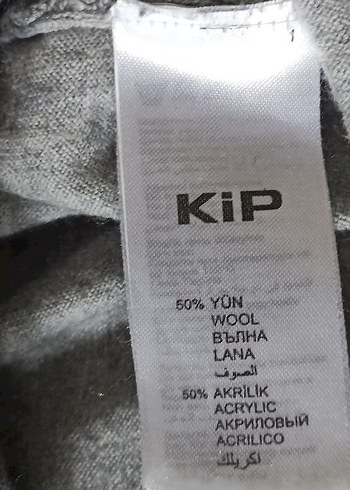 KiP
50% YÜN
WOOL
ВЪЛНА
LANA
الصوف
50% AKRİLİK
ACRYLIC
АКРИЛОВЫЙ
ACRILICO
اكريلك